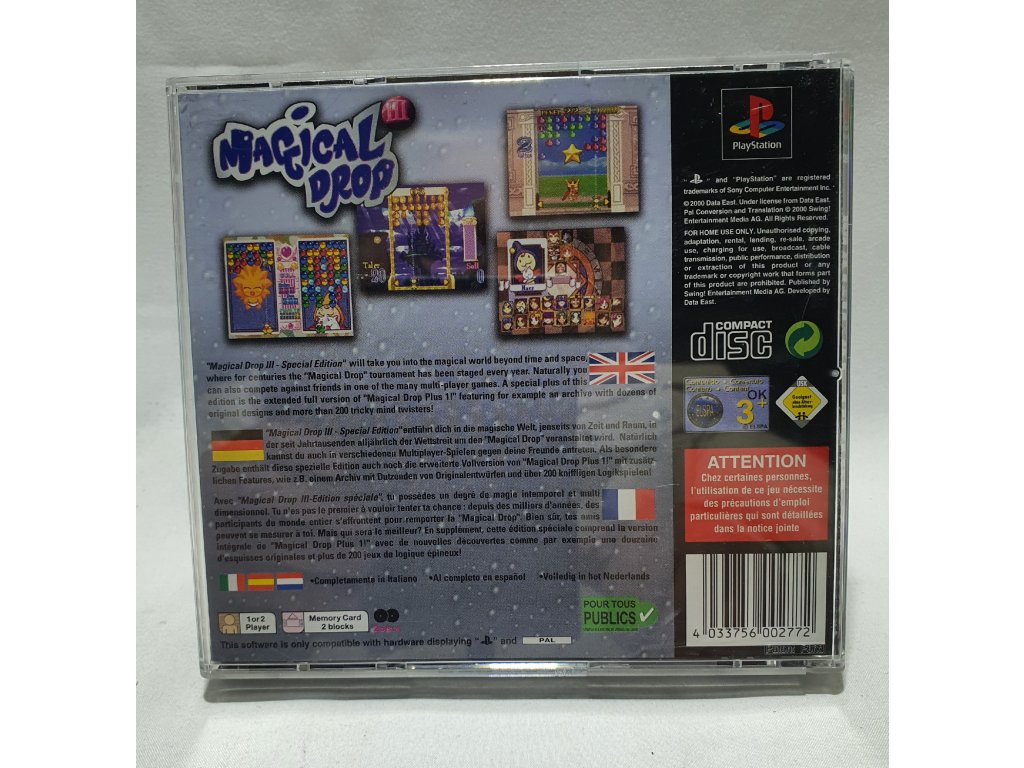 MAGICAL DROP III
PlayStation
" " and "PlayStation" are registered
trademarks of Sony Computer Entertainment Inc.
© 2000 Data East. Under license from Data East.
Pal Conversion and Translation © 2000 Swing!
Entertainment Media AG. All Rights Reserved.
FOR HOME USE ONLY. Unauthorised copying,
adaptation, rental, lending, re-sale, arcade
use, charging for use, broadcast, cable
transmission, public performance, distribution
or extraction of this product or any
trademark or copyright work that forms part
of this product are prohibited. Published by
Swing! Entertainment Media AG. Developed by
Data East.
COMPACT
disc
OK
3+
© ELSPA
ELSPA
USK
ATTENTION
Chez certaines personnes,
l'utilisation de ce jeu nécessite
des précautions d'emploi
particulières qui sont détaillées
dans la notice jointe
4 033756 002772
"Magical Drop III - Special Edition" will take you into the magical world beyond time and space,
where for centuries the "Magical Drop" tournament has been staged every year. Naturally you
can also compete against friends in one of the many multi-player games. A special plus of this
edition is the extended full version of "Magical Drop Plus 1!" featuring for example an archive with dozens of
original designs and more than 200 tricky mind twisters!
"Magical Drop III - Special Edition"entführt dich in die magische Welt, jenseits von Zeit und Raum, in
der seit Jahrtausenden alljährlich der Wettstreit um den "Magical Drop" veranstaltet wird. Natürlich
kannst du auch in verschiedenen Multiplayer-Spielen gegen deine Freunde antreten. Als besondere
Zugabe enthält diese spezielle Edition auch noch die erweiterte Vollversion von "Magical Drop Plus 1!" mit zusätz-
lichen Features, wie z.B. einem Archiv mit Dutzenden von Originalentwürfen und über 200 kniffligen Logikspielen!
Avec "Magical Drop III-Edition spéciale", tu possèdes un degré de magie intemporel et multi
dimensionnel. Tu n'es pas le premier à vouloir tenter ta chance : depuis des milliers d'années, des
participants du monde entier s'affrontent pour remporter la "Magical Drop" Bien sûr, tes amis
peuvent se mesurer a toi. Mais qui sera le meilleur? En supplément, cette édition spéciale comprend la version
intégrale de "Magical Drop Plus 1!" avec de nouvelles découvertes comme par exemple une douzaine
d'esquisses originales et plus de 200 jeux de logique épineux!
•Completamente in Italiano •Al completo en español •Volledig in het Nederlands
1 or 2
Player
Memory Card
2 blocks
POUR TOUS
PUBLICS
This software is only compatible with hardware displaying " " and PAL